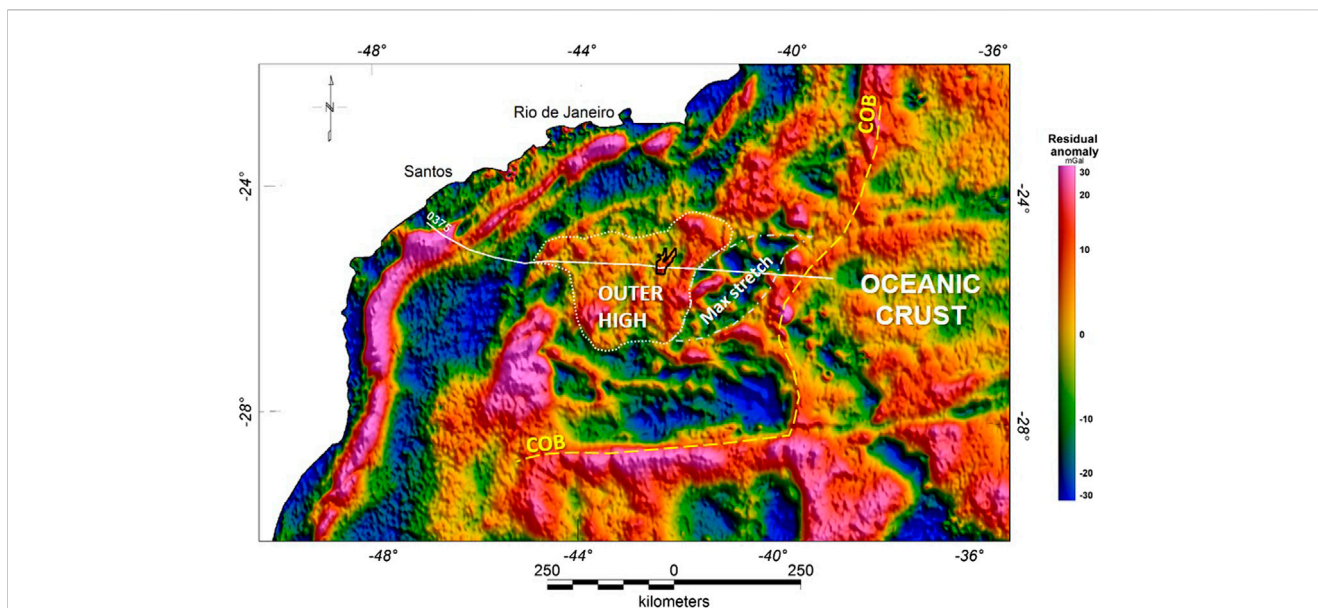 -48°
-44°
-40°
-36°
N
Rio de Janeiro
COB
Residual
anomaly
mGal
30
20
10
0
-10
-20
-30
Santos
-24°
-24°
0375
OUTER
HIGH
Max stretch
OCEANIC
CRUST
-28°
-28°
COB
-48°
-44°
-40°
-36°
250
0
250
kilometers